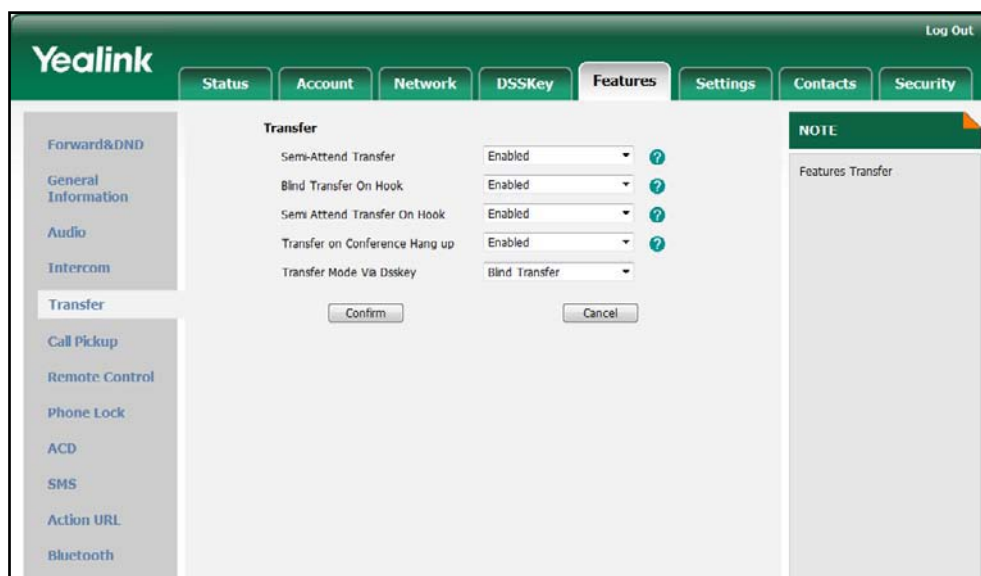 Log Out
Yealink
Status Account Network DSSKey Features Settings Contacts Security
Forward&DND
General
Information
Audio
Intercom
Transfer
Call Pickup
Remote Control
Phone Lock
ACD
SMS
Action URL
Bluetooth
Transfer
Semi-Attend Transfer Enabled ?
Blind Transfer On Hook Enabled ?
Semi Attend Transfer On Hook Enabled ?
Transfer on Conference Hang up Enabled ?
Transfer Mode Via Dsskey Blind Transfer
Confirm Cancel
NOTE
Features Transfer